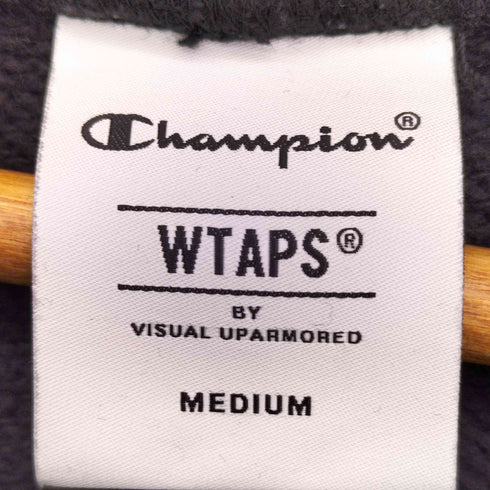 Champion®
WTAPS®
BY
VISUAL UPARMORED
MEDIUM